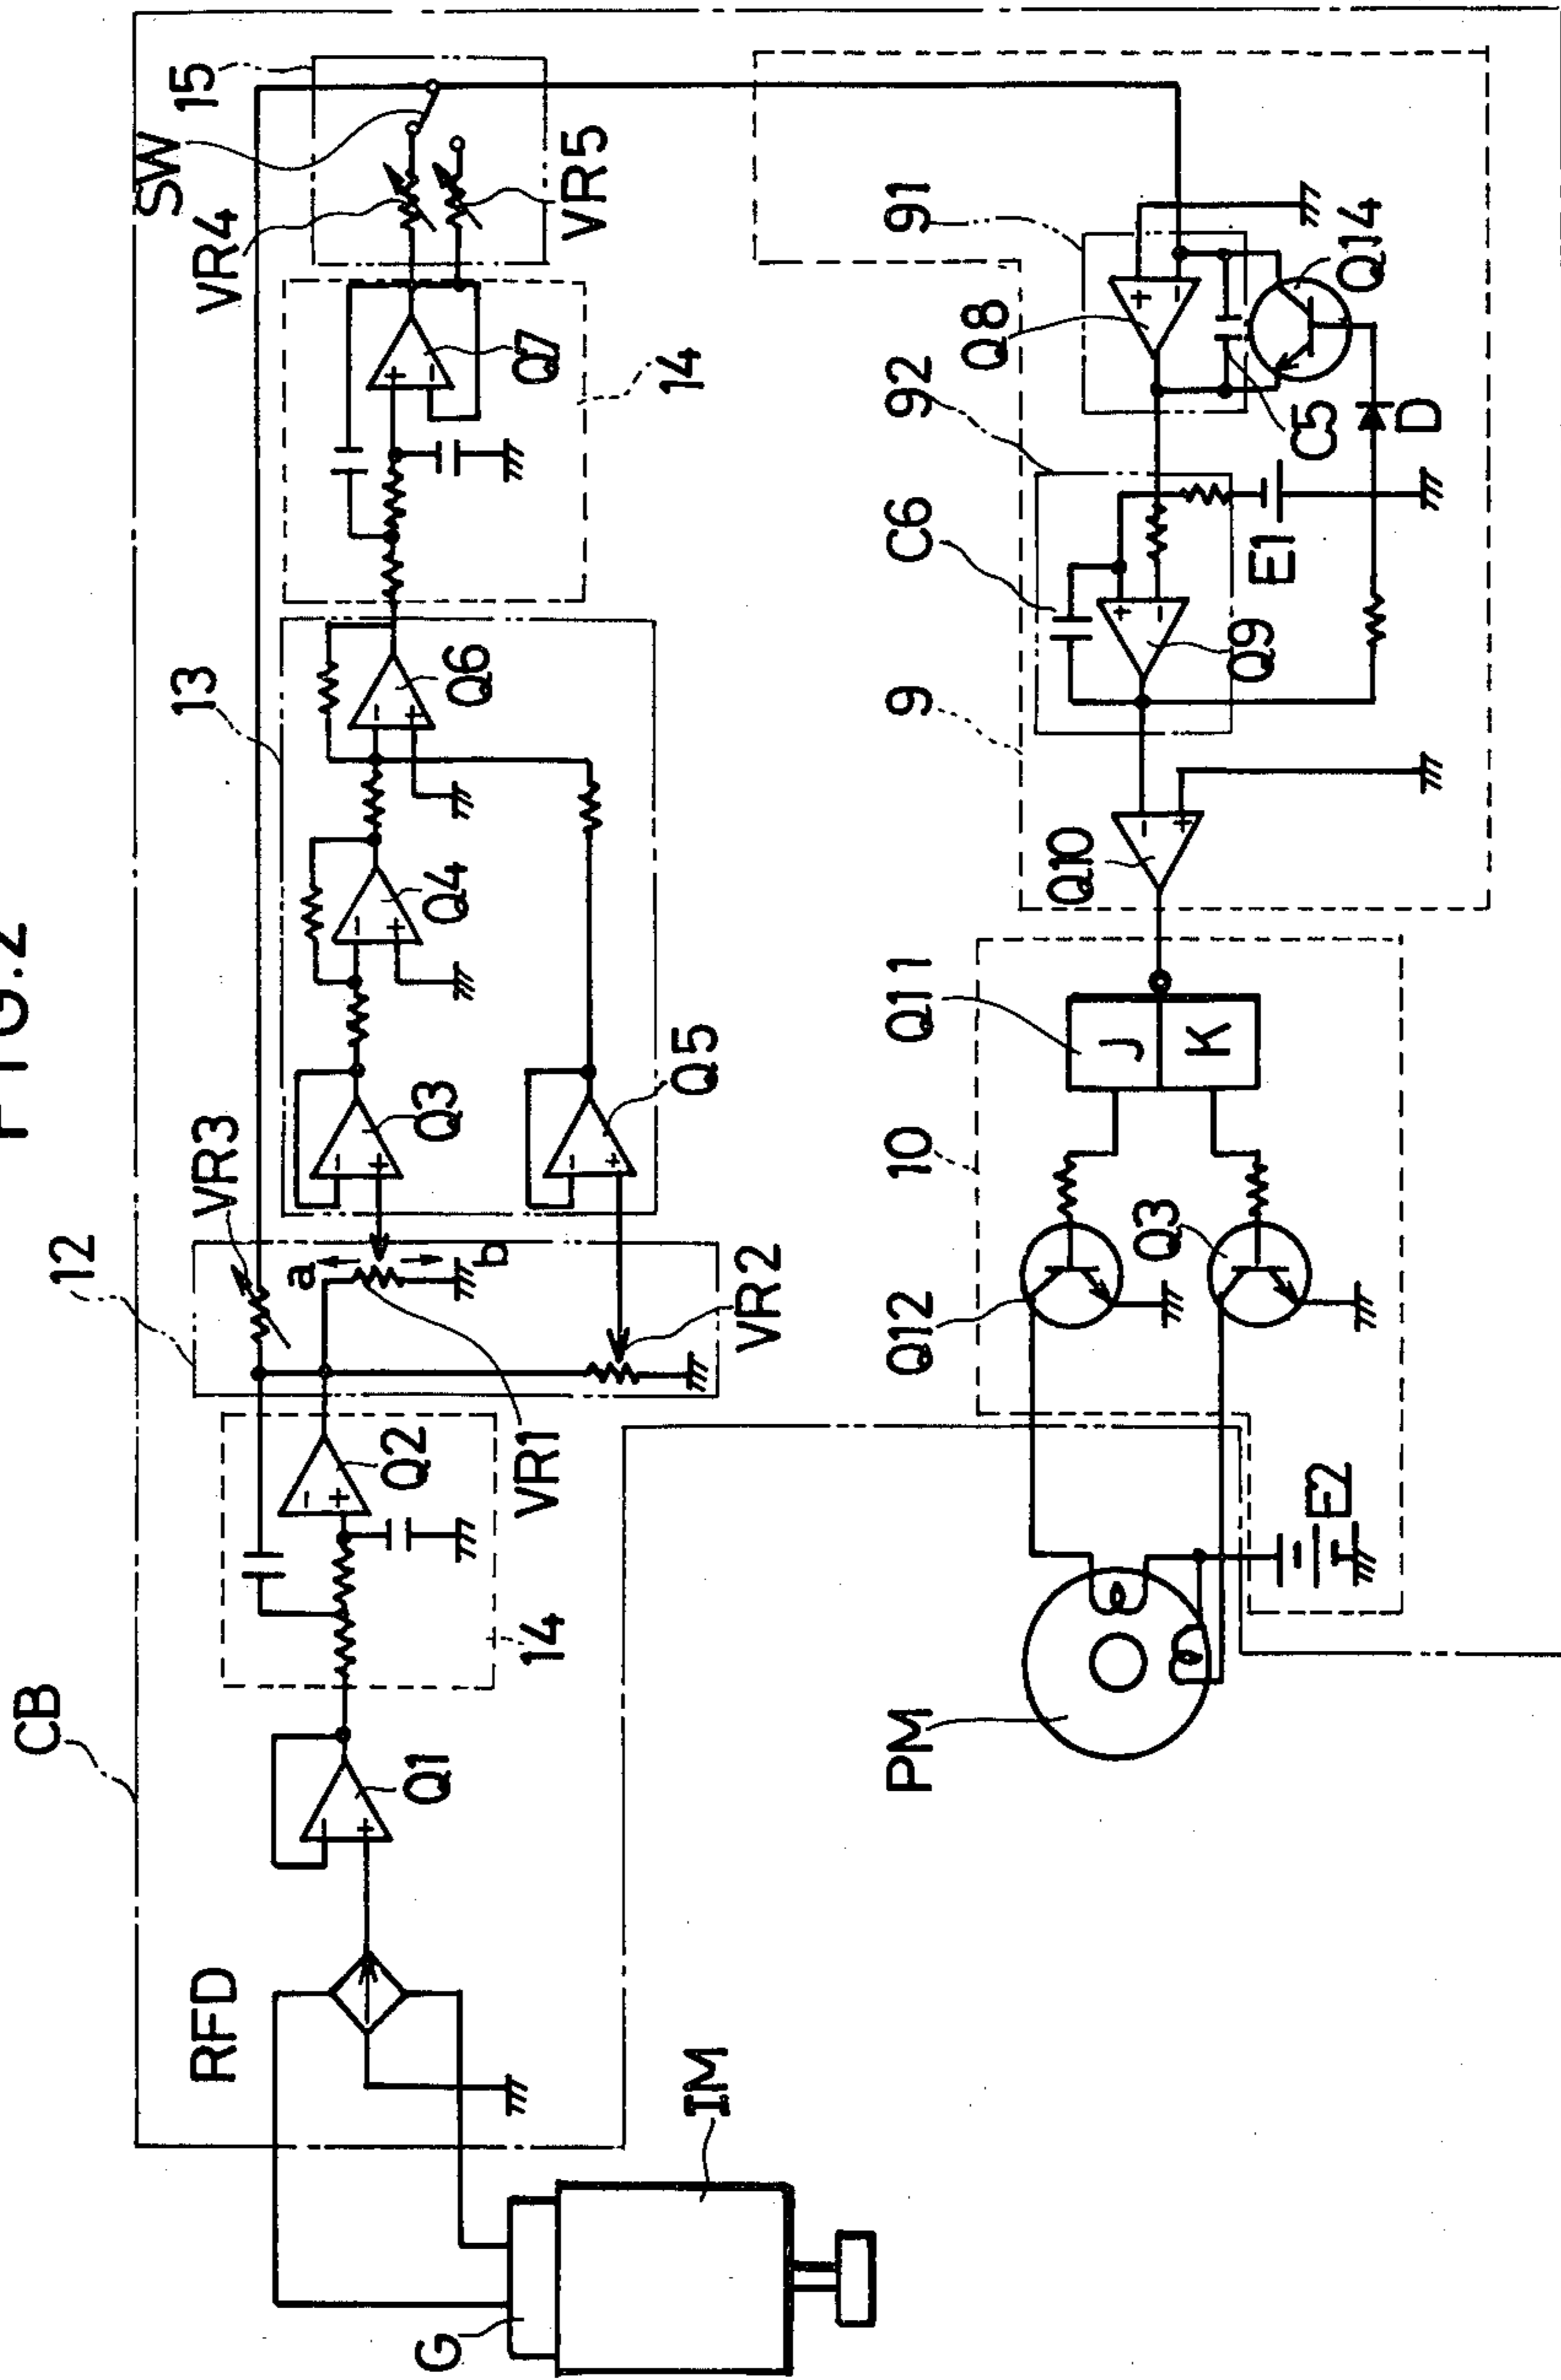 FIG.2
CB
12
SW
15
RFD
VR3
13
VR4
a
G
Q1
Q2
Q3
Q4
Q6
Q7
b
14
VR1
VR5
IM
Q5
14
VR2
PM
Q12
10
Q11
9
C6
92
91
Q10
Q8
J
Q3
K
Q9
E1
C5
Q14
E2
D